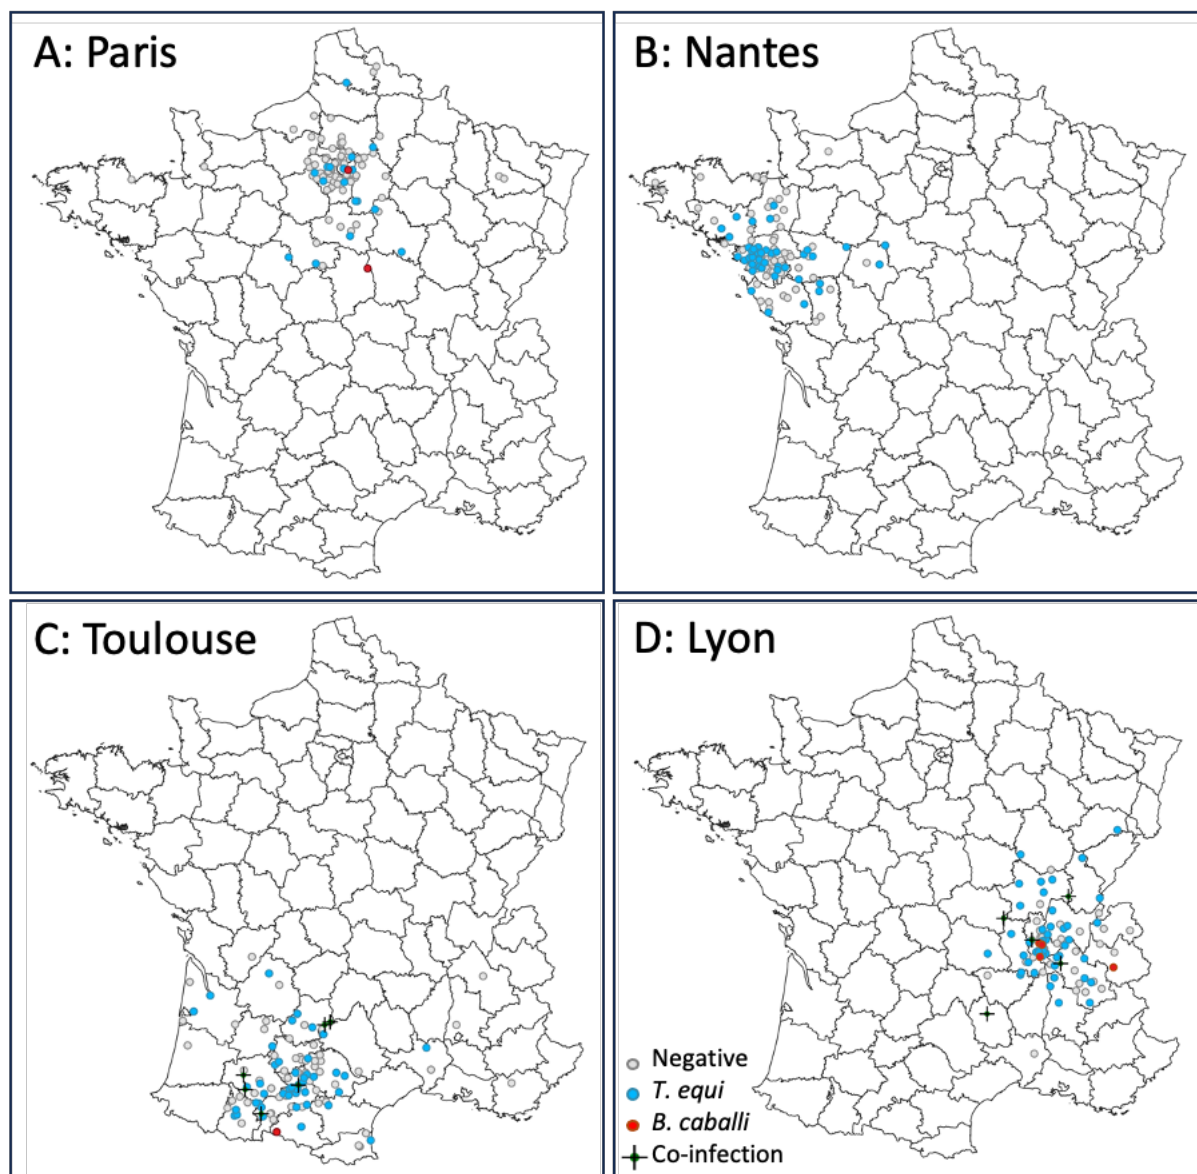 A: Paris
B: Nantes
C: Toulouse
D: Lyon
Negative
T. equi
B. caballi
Co-infection